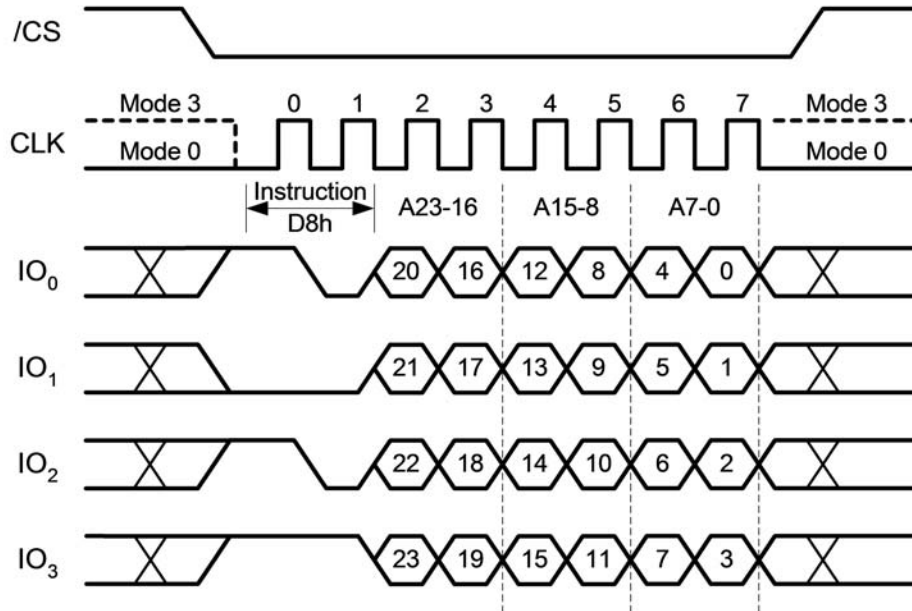 /CS
0 1 2 3 4 5 6 7
Mode 3 Mode 3
CLK
Mode 0 Mode 0
Instruction
D8h
A23-16 A15-8 A7-0
IO0 20 16 12 8 4 0
IO1 21 17 13 9 5 1
IO2 22 18 14 10 6 2
IO3 23 19 15 11 7 3